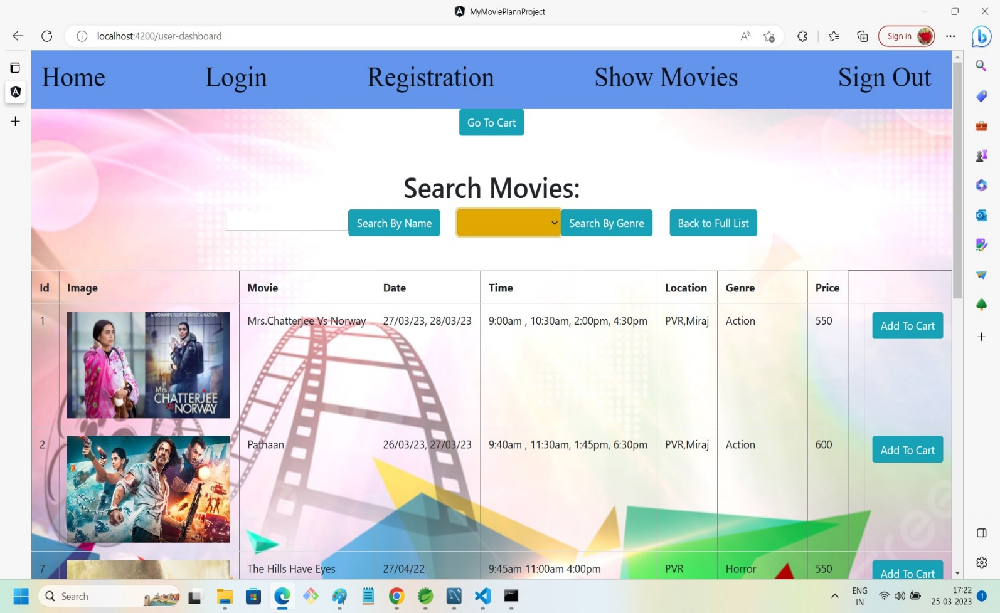 MyMoviePlannProject
localhost:4200/user-dashboard
Sign in
Home Login Registration Show Movies Sign Out
Go To Cart
Search Movies:
Search By Name Search By Genre Back to Full List
Id Image Movie Date Time Location Genre Price
1 Mrs.Chatterjee Vs Norway 27/03/23, 28/03/23 9:00am , 10:30am, 2:00pm, 4:30pm PVR,Miraj Action 550 Add To Cart
A WOMAN'S FIGHT AGAINST A NATION.
Mrs.
CHATTERJEE
VS NORWAY
2 Pathaan 26/03/23, 27/03/23 9:40am , 11:30am, 1:45pm, 6:30pm PVR,Miraj Action 600 Add To Cart
7 The Hills Have Eyes 27/04/22 9:45am 11:00am 4:00pm PVR Horror 550 Add To Cart
Search
ENG
IN
17:22
25-03-2023
1